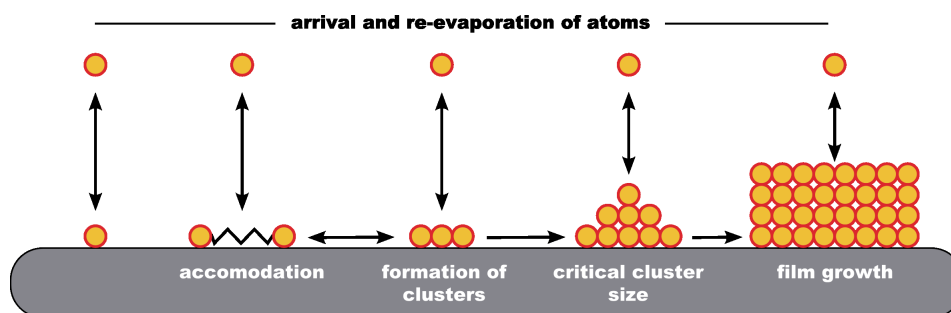 arrival and re-evaporation of atoms
accomodation
formation of
clusters
critical cluster
size
film growth